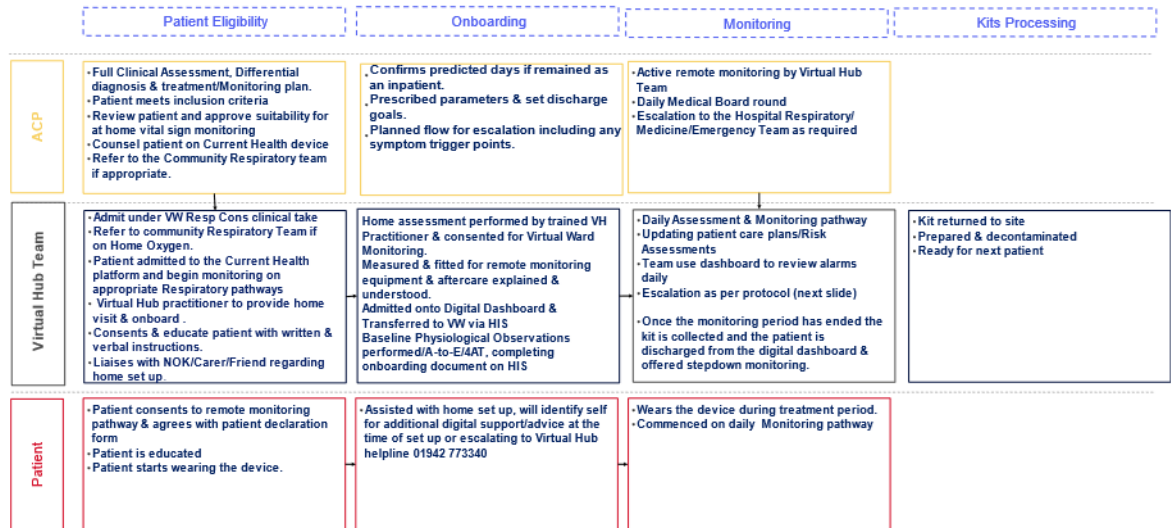 Patient Eligibility
Onboarding
Monitoring
Kits Processing
ACP
•Full Clinical Assessment, Differential
diagnosis & treatment/Monitoring plan.
•Patient meets inclusion criteria
•Review patient and approve suitability for
at home vital sign monitoring
•Counsel patient on Current Health device
•Refer to the Community Respiratory team
if appropriate.
•Confirms predicted days if remained as
an inpatient.
•Prescribed parameters & set discharge
goals.
•Planned flow for escalation including any
symptom trigger points.
•Active remote monitoring by Virtual Hub
Team
•Daily Medical Board round
•Escalation to the Hospital Respiratory/
Medicine/Emergency Team as required
Virtual Hub Team
•Admit under VW Resp Cons clinical take
•Refer to community Respiratory Team if
on Home Oxygen.
•Patient admitted to the Current Health
platform and begin monitoring on
appropriate Respiratory pathways
• Virtual Hub practitioner to provide home
visit & onboard .
•Consents & educate patient with written &
verbal instructions.
•Liaises with NOK/Carer/Friend regarding
home set up.
Home assessment performed by trained VH
Practitioner & consented for Virtual Ward
Monitoring.
Measured & fitted for remote monitoring
equipment & aftercare explained &
understood.
Admitted onto Digital Dashboard &
Transferred to VW via HIS
Baseline Physiological Observations
performed/A-to-E/4AT, completing
onboarding document on HIS
•Daily Assessment & Monitoring pathway
•Updating patient care plans/Risk
Assessments
•Team use dashboard to review alarms
daily
•Escalation as per protocol (next slide)
•Once the monitoring period has ended the
kit is collected and the patient is
discharged from the digital dashboard &
offered stepdown monitoring.
•Kit returned to site
•Prepared & decontaminated
•Ready for next patient
Patient
•Patient consents to remote monitoring
pathway & agrees with patient declaration
form
•Patient is educated
•Patient starts wearing the device.
•Assisted with home set up, will identify self
for additional digital support/advice at the
time of set up or escalating to Virtual Hub
helpline 01942 773340
•Wears the device during treatment period.
•Commenced on daily Monitoring pathway